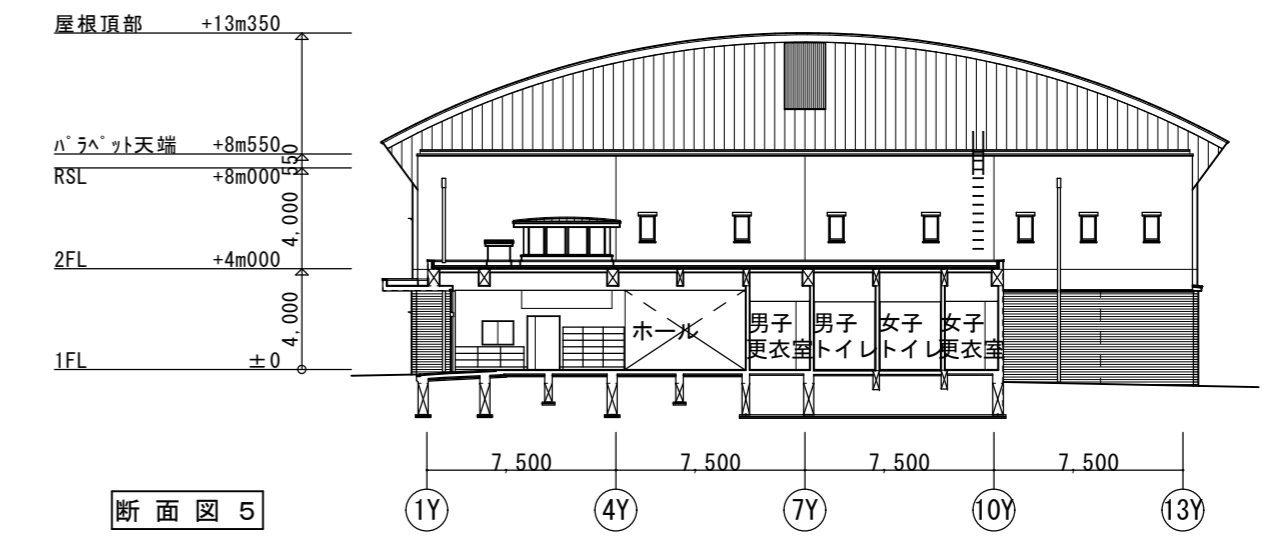 屋根頂部 +13m350
ﾊﾟﾗﾍﾟｯﾄ天端 +8m550
550
RSL +8m000
4,000
2FL +4m000
4,000
1FL ±0
ホール
男子
更衣室
男子
トイレ
女子
トイレ
女子
更衣室
7,500 7,500 7,500 7,500
1Y 4Y 7Y 10Y 13Y
断面図 5